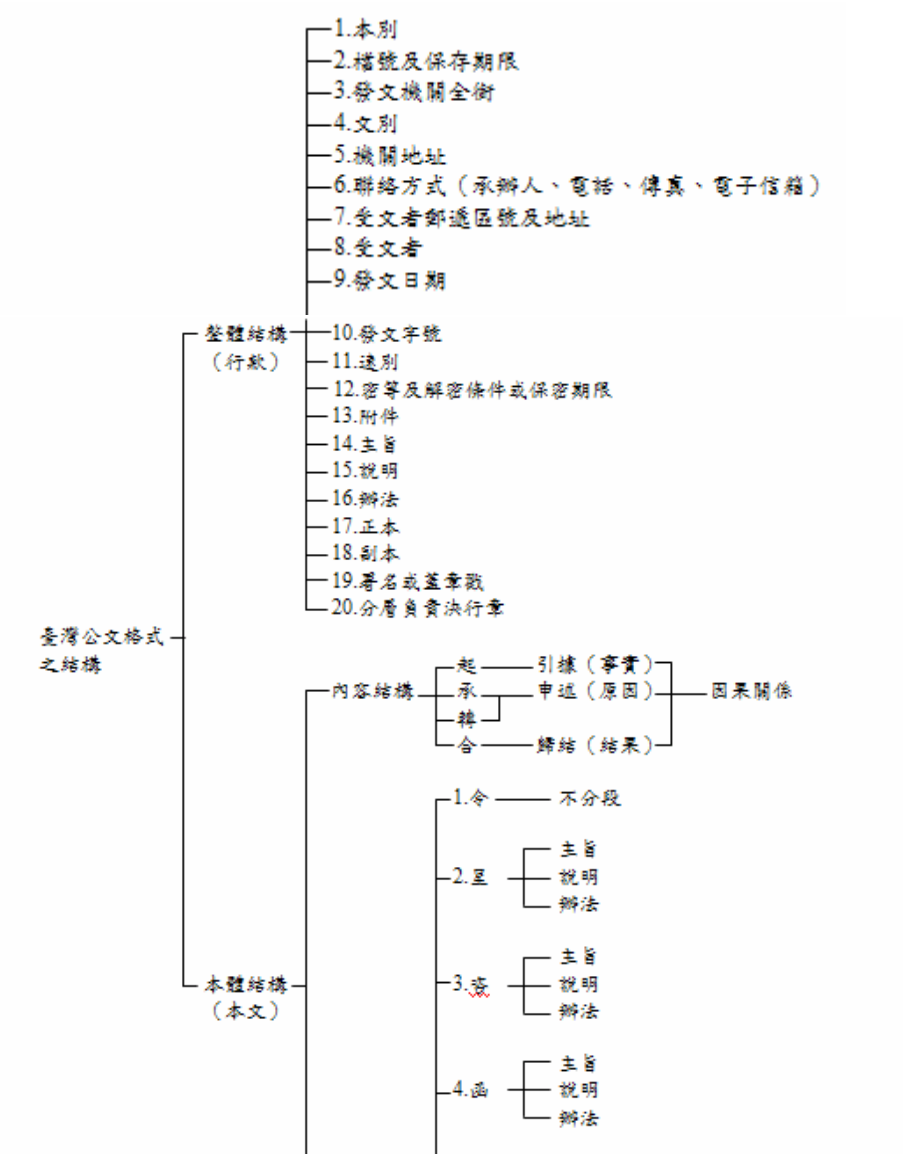 1.本別
2.檔號及保存期限
3.發文機關全銜
4.文別
5.機關地址
6.聯絡方式（承辦人、電話、傳真、電子信箱）
7.受文者郵遞區號及地址
8.受文者
9.發文日期
整體結構
（行款）
10.發文字號
11.速別
12.密等及解密條件或保密期限
13.附件
14.主旨
15.說明
16.辦法
17.正本
18.副本
19.署名或蓋章戳
20.分層負責決行章
臺灣公文格式
之結構
內容結構
起 引據（事實）
承 申述（原因） 因果關係
轉
合 歸結（結果）
1.令 不分段
2.呈
主旨
說明
辦法
3.咨
主旨
說明
辦法
本體結構
（本文）
4.函
主旨
說明
辦法